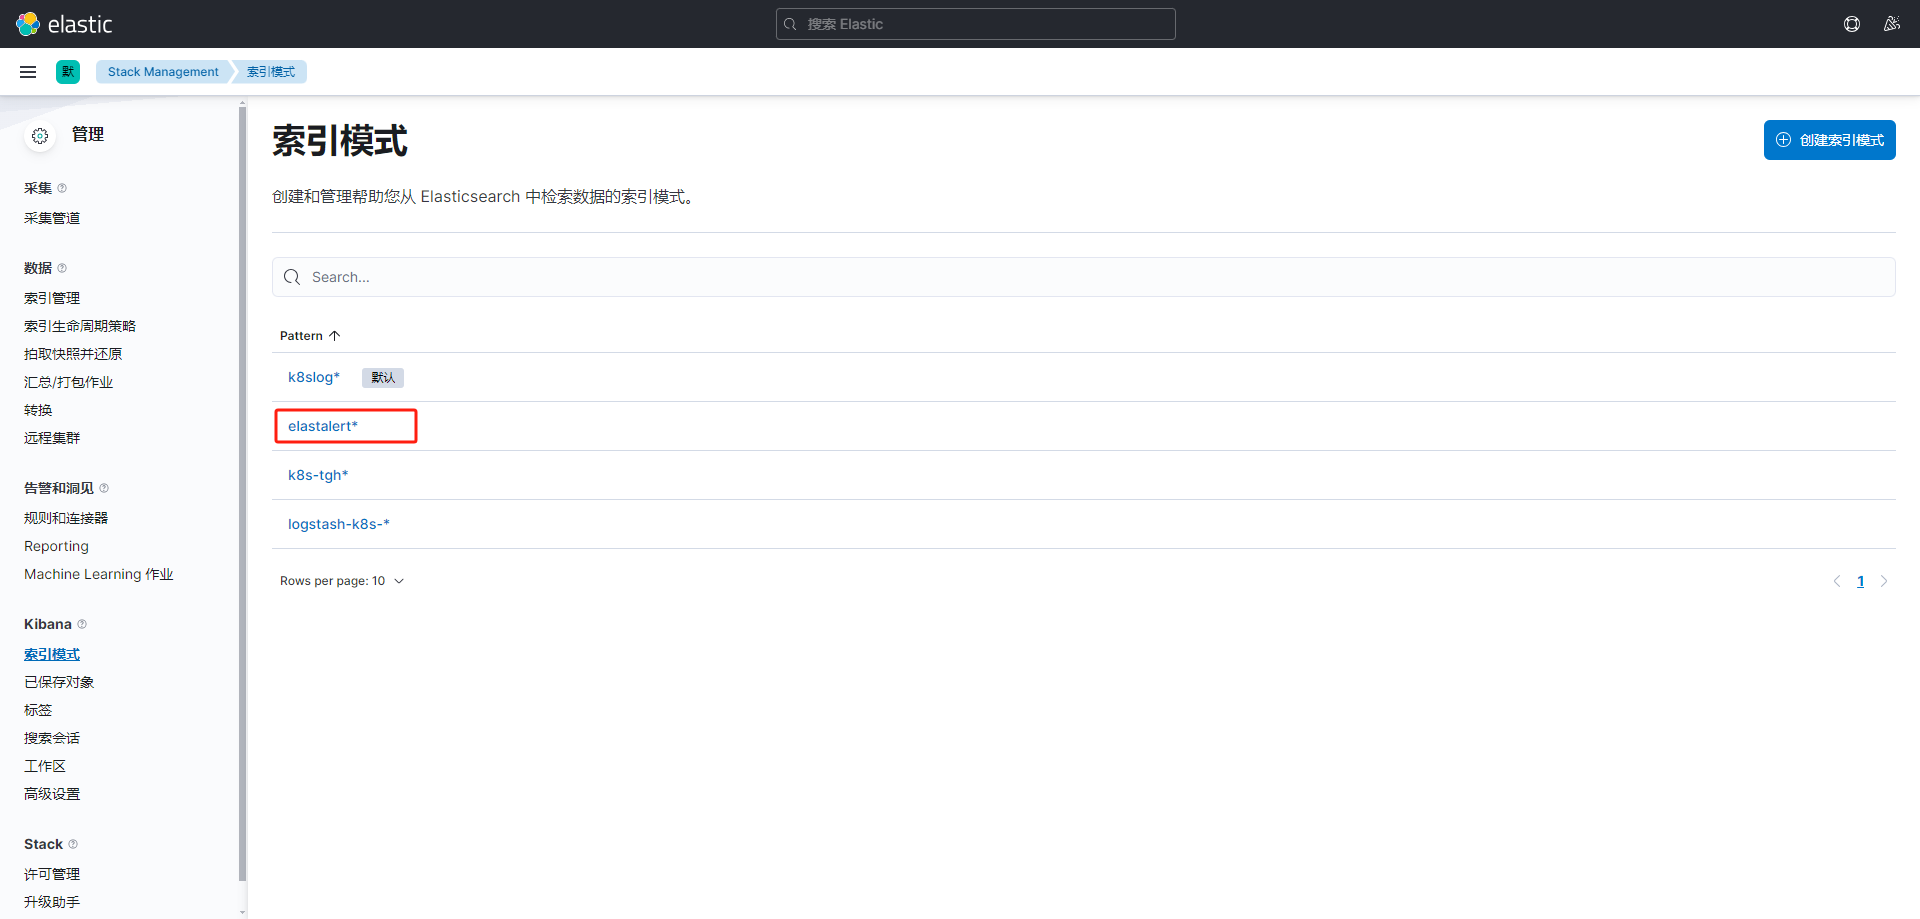 elastic
搜索 Elastic
默
Stack Management
索引模式
管理
采集
采集管道
数据
索引管理
索引生命周期策略
拍取快照并还原
汇总/打包作业
转换
远程集群
告警和洞见
规则和连接器
Reporting
Machine Learning 作业
Kibana
索引模式
已保存对象
标签
搜索会话
工作区
高级设置
Stack
许可管理
升级助手
索引模式
创建索引模式
创建和管理帮助您从 Elasticsearch 中检索数据的索引模式。
Search...
Pattern
k8slog* 默认
elastalert*
k8s-tgh*
logstash-k8s-*
Rows per page: 10
1